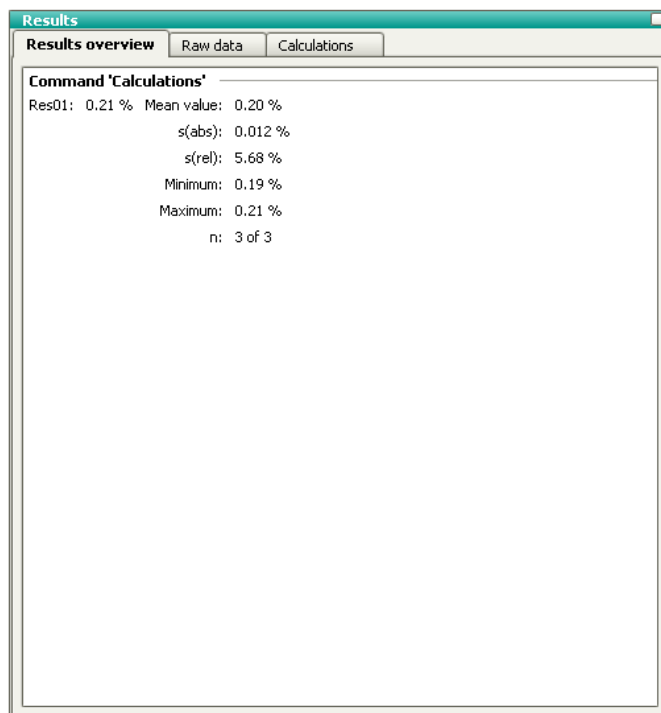 Results
Results overview Raw data Calculations
Command 'Calculations'
Res01: 0.21 % Mean value: 0.20 %
s(abs): 0.012 %
s(rel): 5.68 %
Minimum: 0.19 %
Maximum: 0.21 %
n: 3 of 3